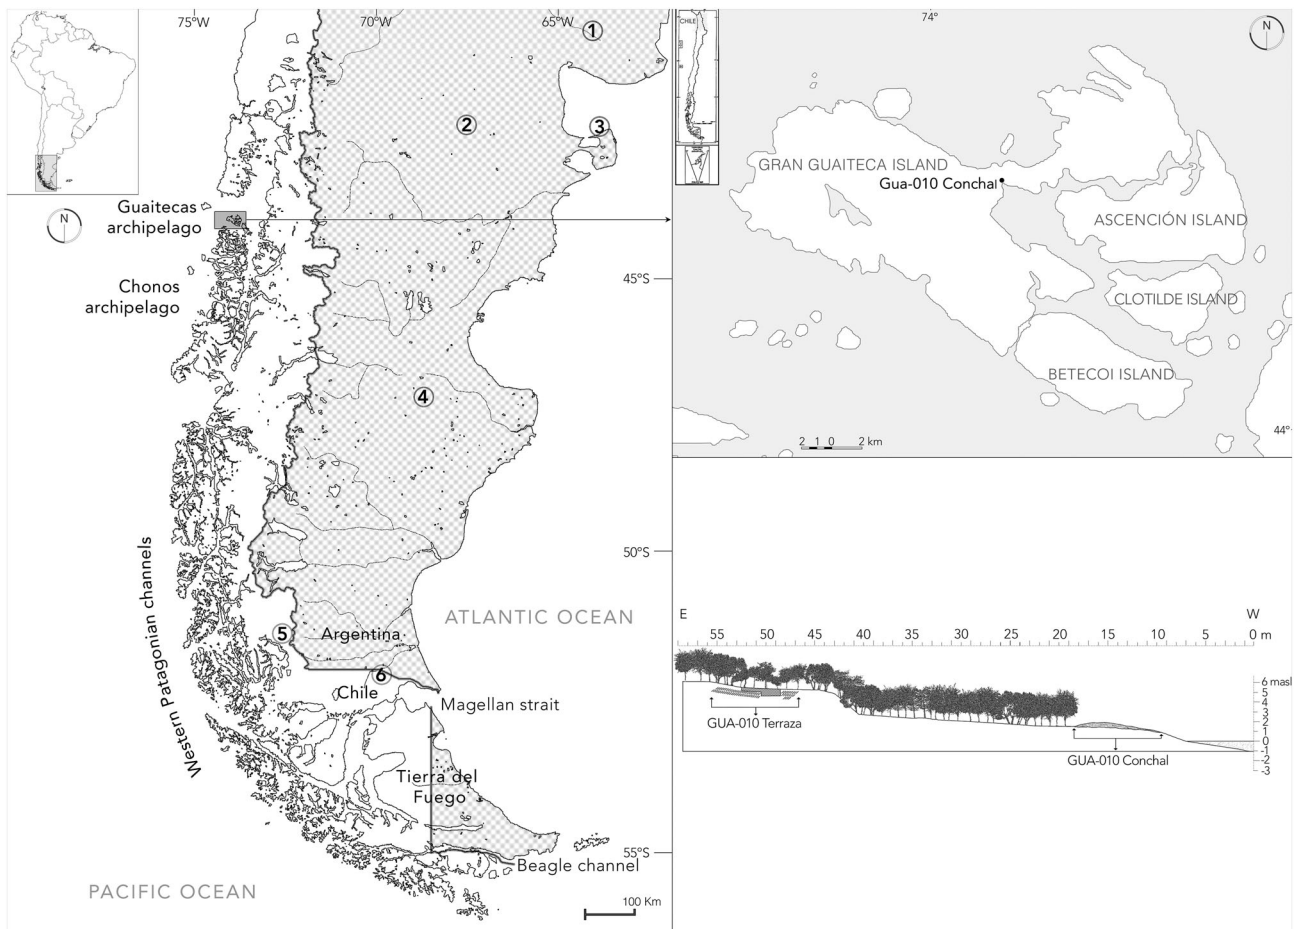 75°W
70°W
65°W
1
2
3
N
Guaitecas
archipelago
Chonos
archipelago
45°S
4
Western Patagonian channels
50°S
ATLANTIC OCEAN
5
Argentina
6
Chile
Magellan strait
Tierra del
Fuego
55°S
Beagle channel
PACIFIC OCEAN
100 Km
CHILE
74°
N
GRAN GUAITECA ISLAND
Gua-010 Conchal
ASCENCIÓN ISLAND
CLOTILDE ISLAND
BETECOI ISLAND
44°
2 1 0 2 km
E
W
55 50 45 40 35 30 25 20 15 10 5 0 m
6 masl
5
4
3
2
1
0
-1
-2
-3
GUA-010 Terraza
GUA-010 Conchal